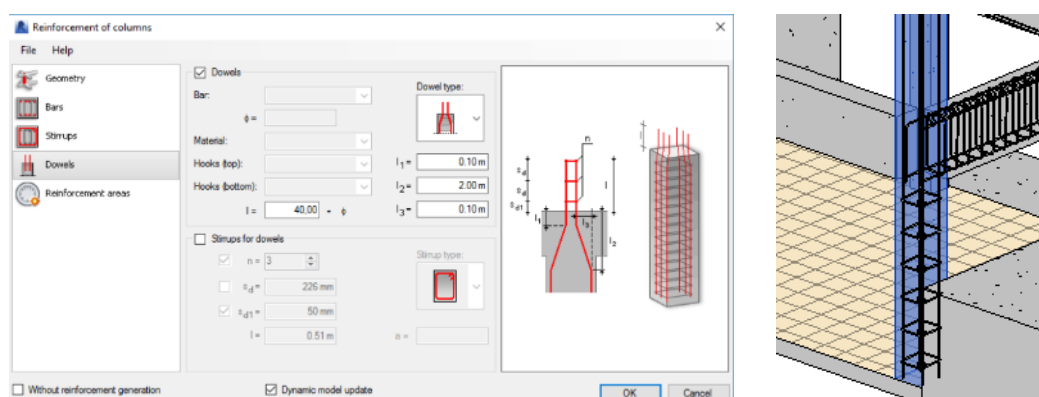 Reinforcement of columns
File Help
Geometry
Bars
Stirrups
Dowels
Reinforcement areas
Dowels
Bar:
ϕ =
Material:
Hooks (top):
Hooks (bottom):
l = 40,00 * ϕ
Dowel type:
l1 = 0.10 m
l2 = 2.00 m
l3 = 0.10 m
Stirrups for dowels
n = 3
sd = 226 mm
sd1 = 50 mm
l = 0.51 m
Stirrup type:
a =
n
sd
sd
sd1
l1
l3
l
l2
l
Without reinforcement generation
Dynamic model update
OK Cancel